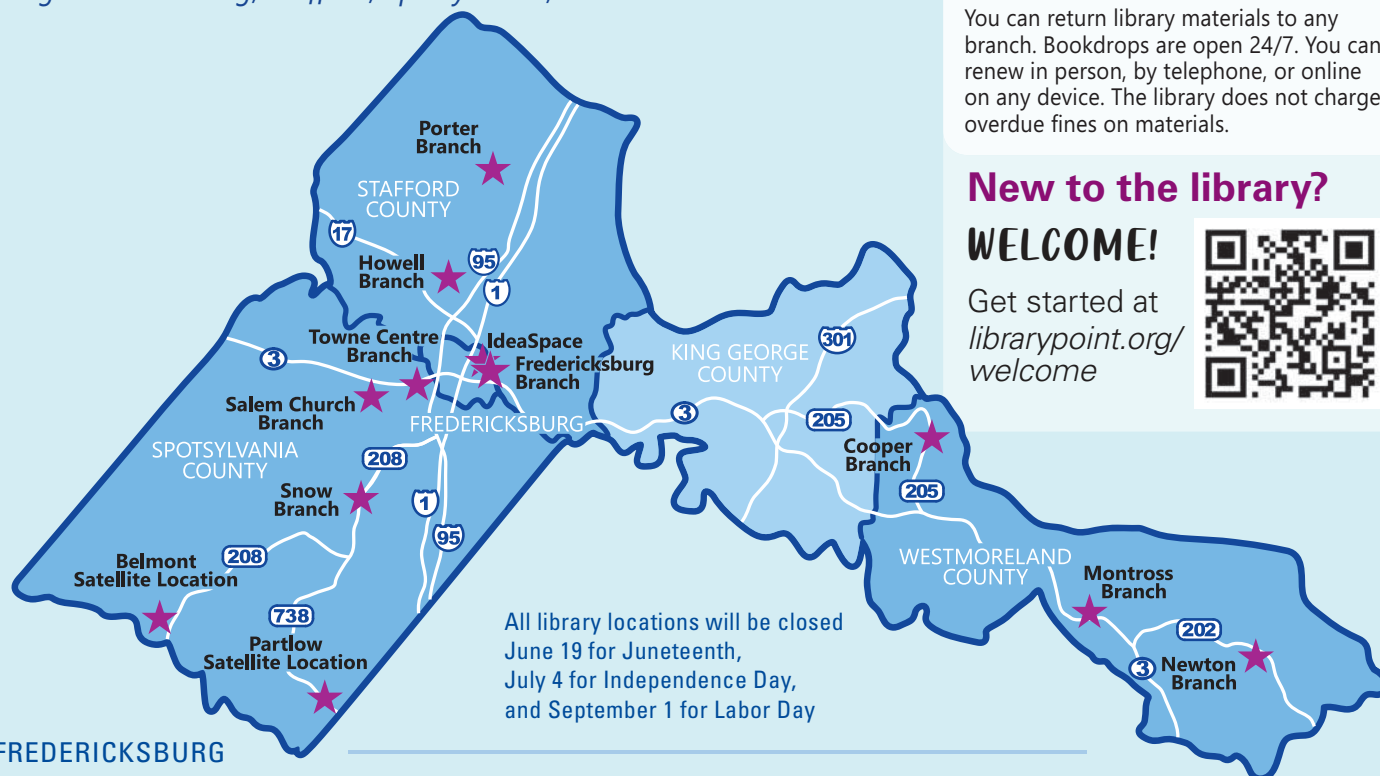 You can return library materials to any
branch. Bookdrops are open 24/7. You can
renew in person, by telephone, or online
on any device. The library does not charge
overdue fines on materials.
New to the library?
WELCOME!
Get started at
librarypoint.org/
welcome
Porter
Branch
STAFFORD
COUNTY
17
Howell
Branch
95
1
Towne Centre
Branch
IdeaSpace
Fredericksburg
Branch
3
Salem Church
Branch
FREDERICKSBURG
SPOTSYLVANIA
COUNTY
208
Snow
Branch
1
95
208
Belmont
Satellite Location
738
Partlow
Satellite Location
KING GEORGE
COUNTY
301
3
205
Cooper
Branch
205
WESTMORELAND
COUNTY
Montross
Branch
202
3
Newton
Branch
All library locations will be closed
June 19 for Juneteenth,
July 4 for Independence Day,
and September 1 for Labor Day
FREDERICKSBURG